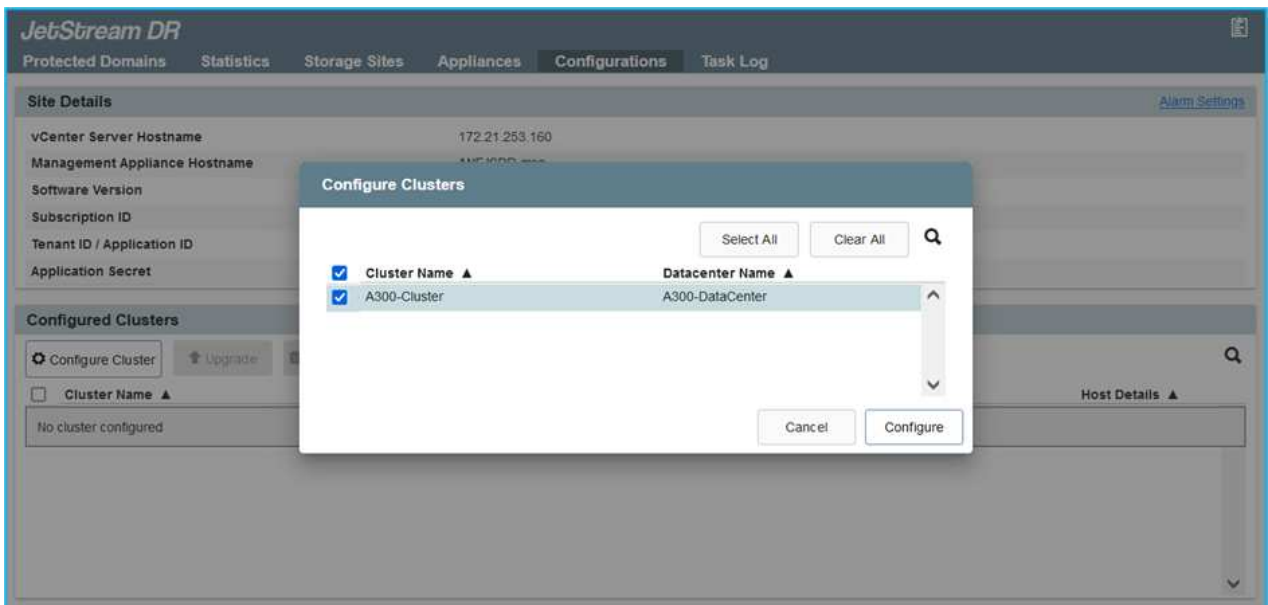 JetStream DR
Protected Domains Statistics Storage Sites Appliances Configurations Task Log
Site Details Alarm Settings
vCenter Server Hostname 172.21.253.160
Management Appliance Hostname
Software Version
Subscription ID
Tenant ID / Application ID
Application Secret
Configure Clusters
Select All Clear All
Cluster Name ▲ Datacenter Name ▲
A300-Cluster A300-DataCenter
Cancel Configure
Configured Clusters
Configure Cluster Upgrade
Cluster Name ▲ Host Details ▲
No cluster configured